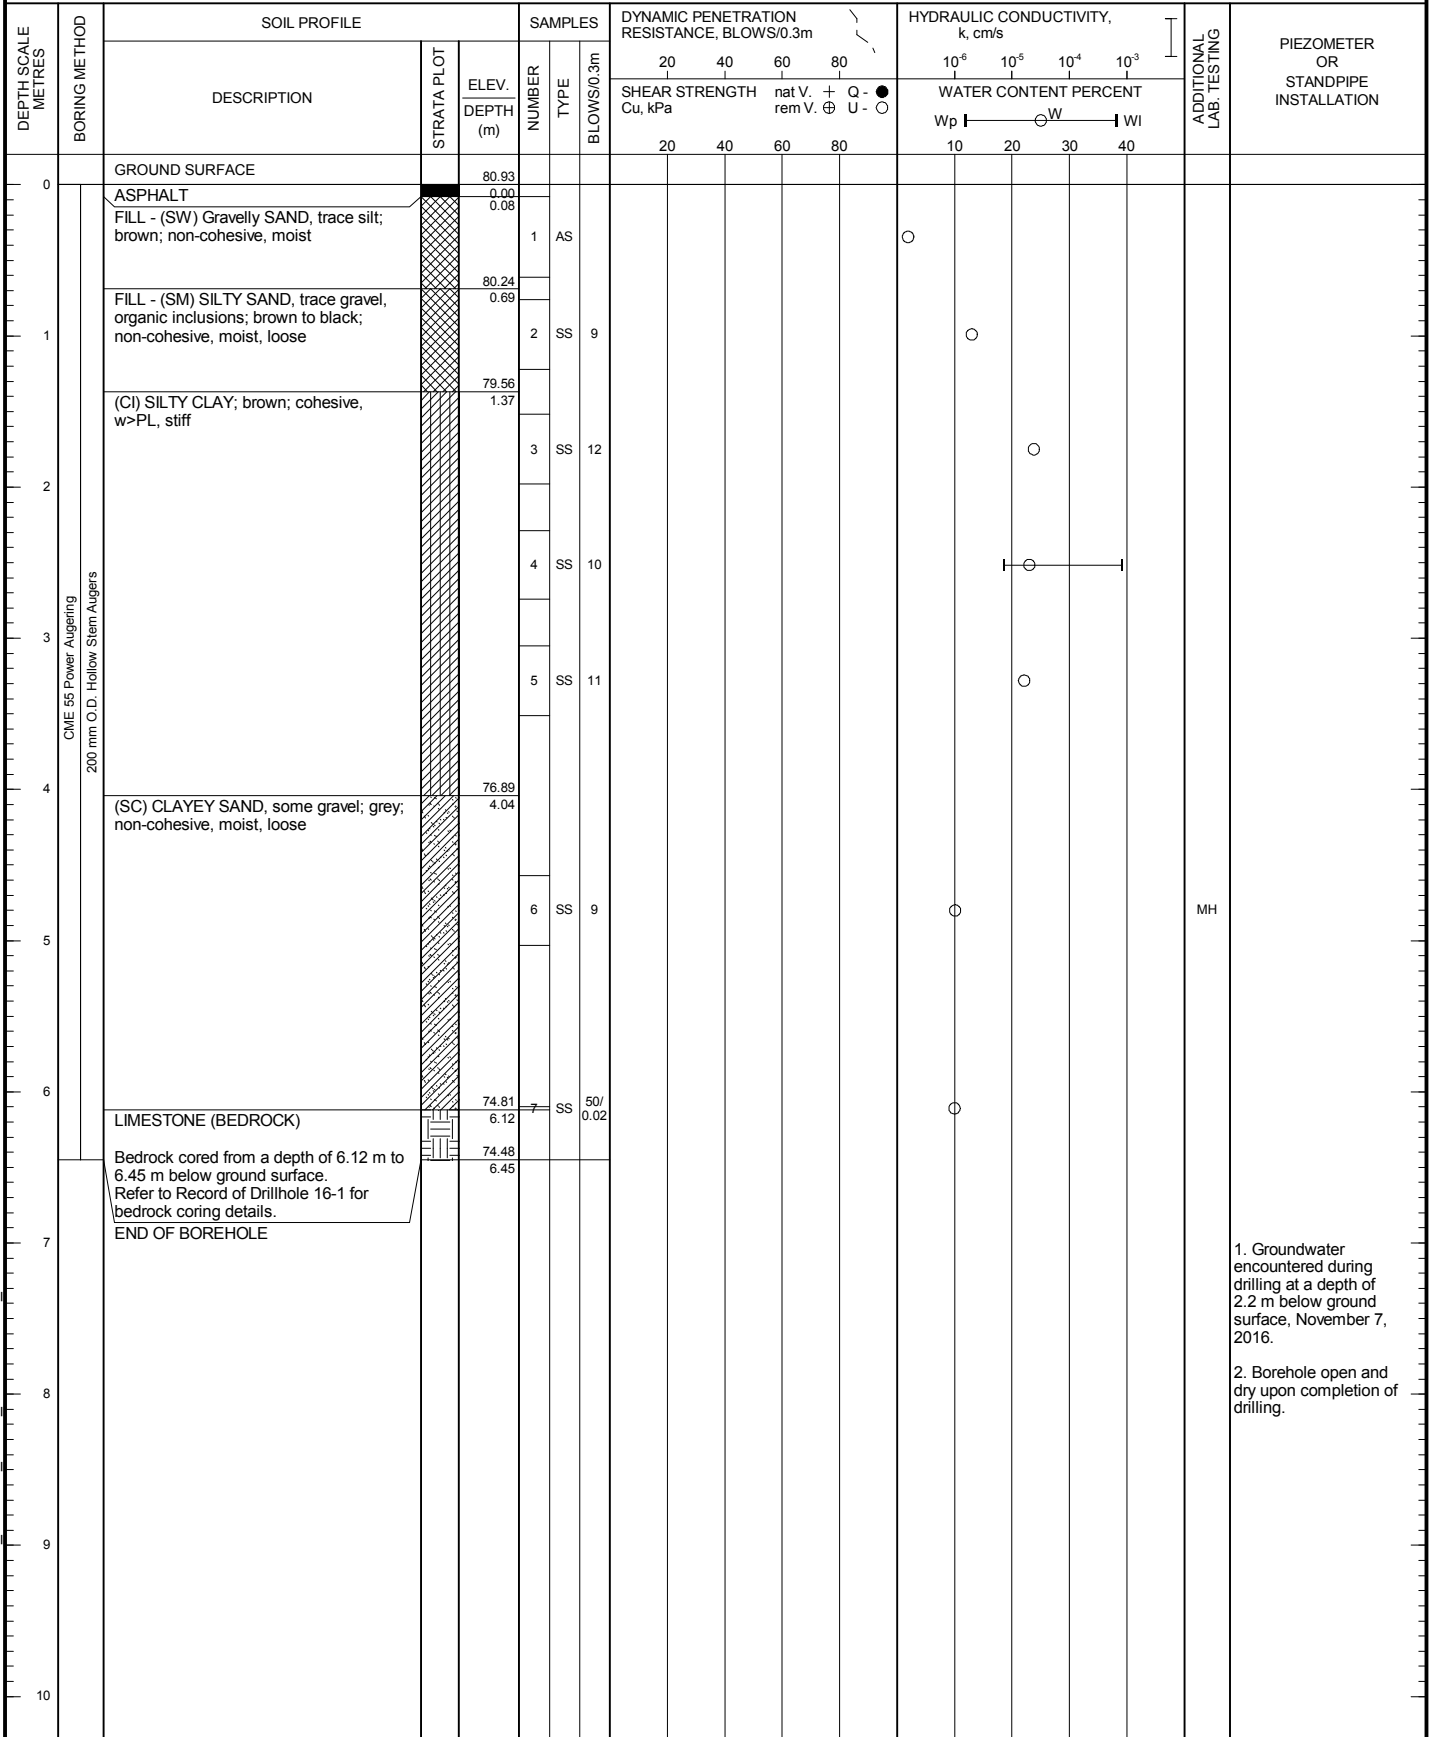 DEPTH SCALE
METRES
BORING METHOD
SOIL PROFILE
DESCRIPTION
STRATA PLOT
ELEV.
DEPTH
(m)
SAMPLES
NUMBER
TYPE
BLOWS/0.3m
DYNAMIC PENETRATION
RESISTANCE, BLOWS/0.3m
20 40 60 80
SHEAR STRENGTH nat V. + Q - ●
Cu, kPa rem V. ⊕ U - ○
20 40 60 80
HYDRAULIC CONDUCTIVITY,
k, cm/s
10⁻⁶ 10⁻⁵ 10⁻⁴ 10⁻³
WATER CONTENT PERCENT
Wp W Wl
10 20 30 40
ADDITIONAL
LAB. TESTING
PIEZOMETER
OR
STANDPIPE
INSTALLATION
GROUND SURFACE 80.93
0
ASPHALT 0.00
0.08
FILL - (SW) Gravelly SAND, trace silt;
brown; non-cohesive, moist
1 AS
80.24
0.69
FILL - (SM) SILTY SAND, trace gravel,
organic inclusions; brown to black;
non-cohesive, moist, loose
1
2 SS 9
79.56
1.37
(CI) SILTY CLAY; brown; cohesive,
w>PL, stiff
3 SS 12
2
4 SS 10
CME 55 Power Augering
200 mm O.D. Hollow Stem Augers
3
5 SS 11
4
76.89
4.04
(SC) CLAYEY SAND, some gravel; grey;
non-cohesive, moist, loose
6 SS 9 MH
5
6
74.81
6.12
7 SS 50/
0.02
LIMESTONE (BEDROCK)
Bedrock cored from a depth of 6.12 m to
6.45 m below ground surface.
Refer to Record of Drillhole 16-1 for
bedrock coring details.
74.48
6.45
END OF BOREHOLE
7
1. Groundwater
encountered during
drilling at a depth of
2.2 m below ground
surface, November 7,
2016.
2. Borehole open and
dry upon completion of
drilling.
8
9
10